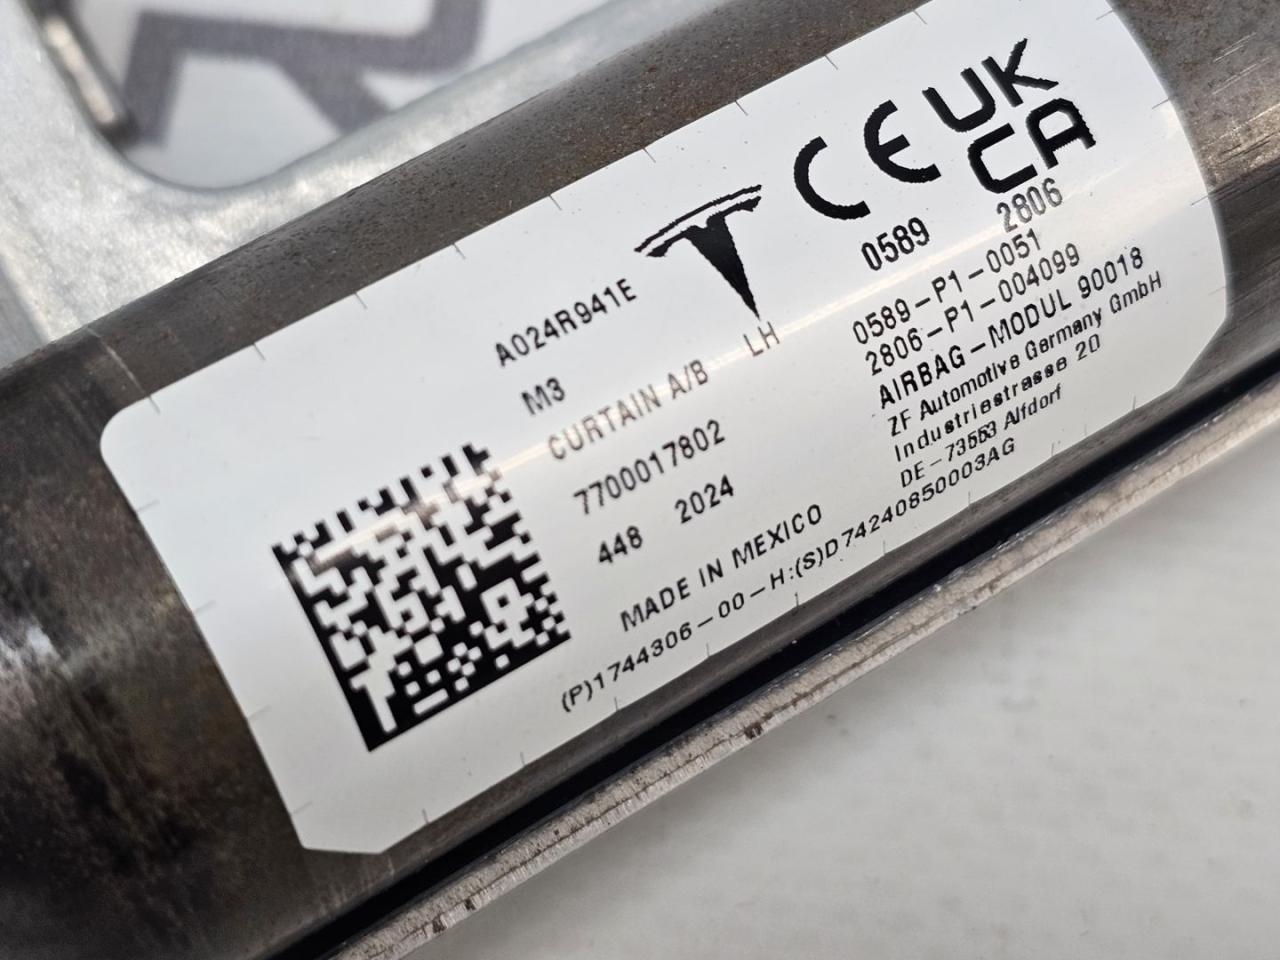 A024R941E
M3
CURTAIN A/B LH
7700017802
448 2024
MADE IN MEXICO
(P)1744306-00-H:(S)D74240850003AG
CE UK
CA
0589 2806
0589-P1-0051
2806-P1-004099
AIRBAG-MODUL 90018
ZF Automotive Germany GmbH
Industriestrasse 20
DE-73553 Alfdorf